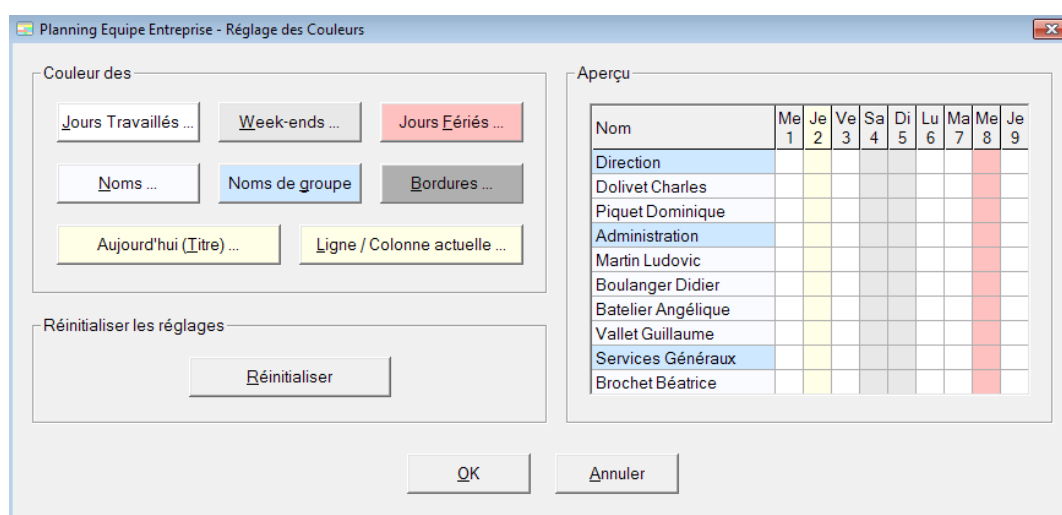 Planning Equipe Entreprise - Réglage des Couleurs
Couleur des
Jours Travaillés ...
Week-ends ...
Jours Fériés ...
Noms ...
Noms de groupe
Bordures ...
Aujourd'hui (Titre) ...
Ligne / Colonne actuelle ...
Réinitialiser les réglages
Réinitialiser
Aperçu
Nom Me Je Ve Sa Di Lu Ma Me Je
1 2 3 4 5 6 7 8 9
Direction
Dolivet Charles
Piquet Dominique
Administration
Martin Ludovic
Boulanger Didier
Batelier Angélique
Vallet Guillaume
Services Généraux
Brochet Béatrice
OK
Annuler